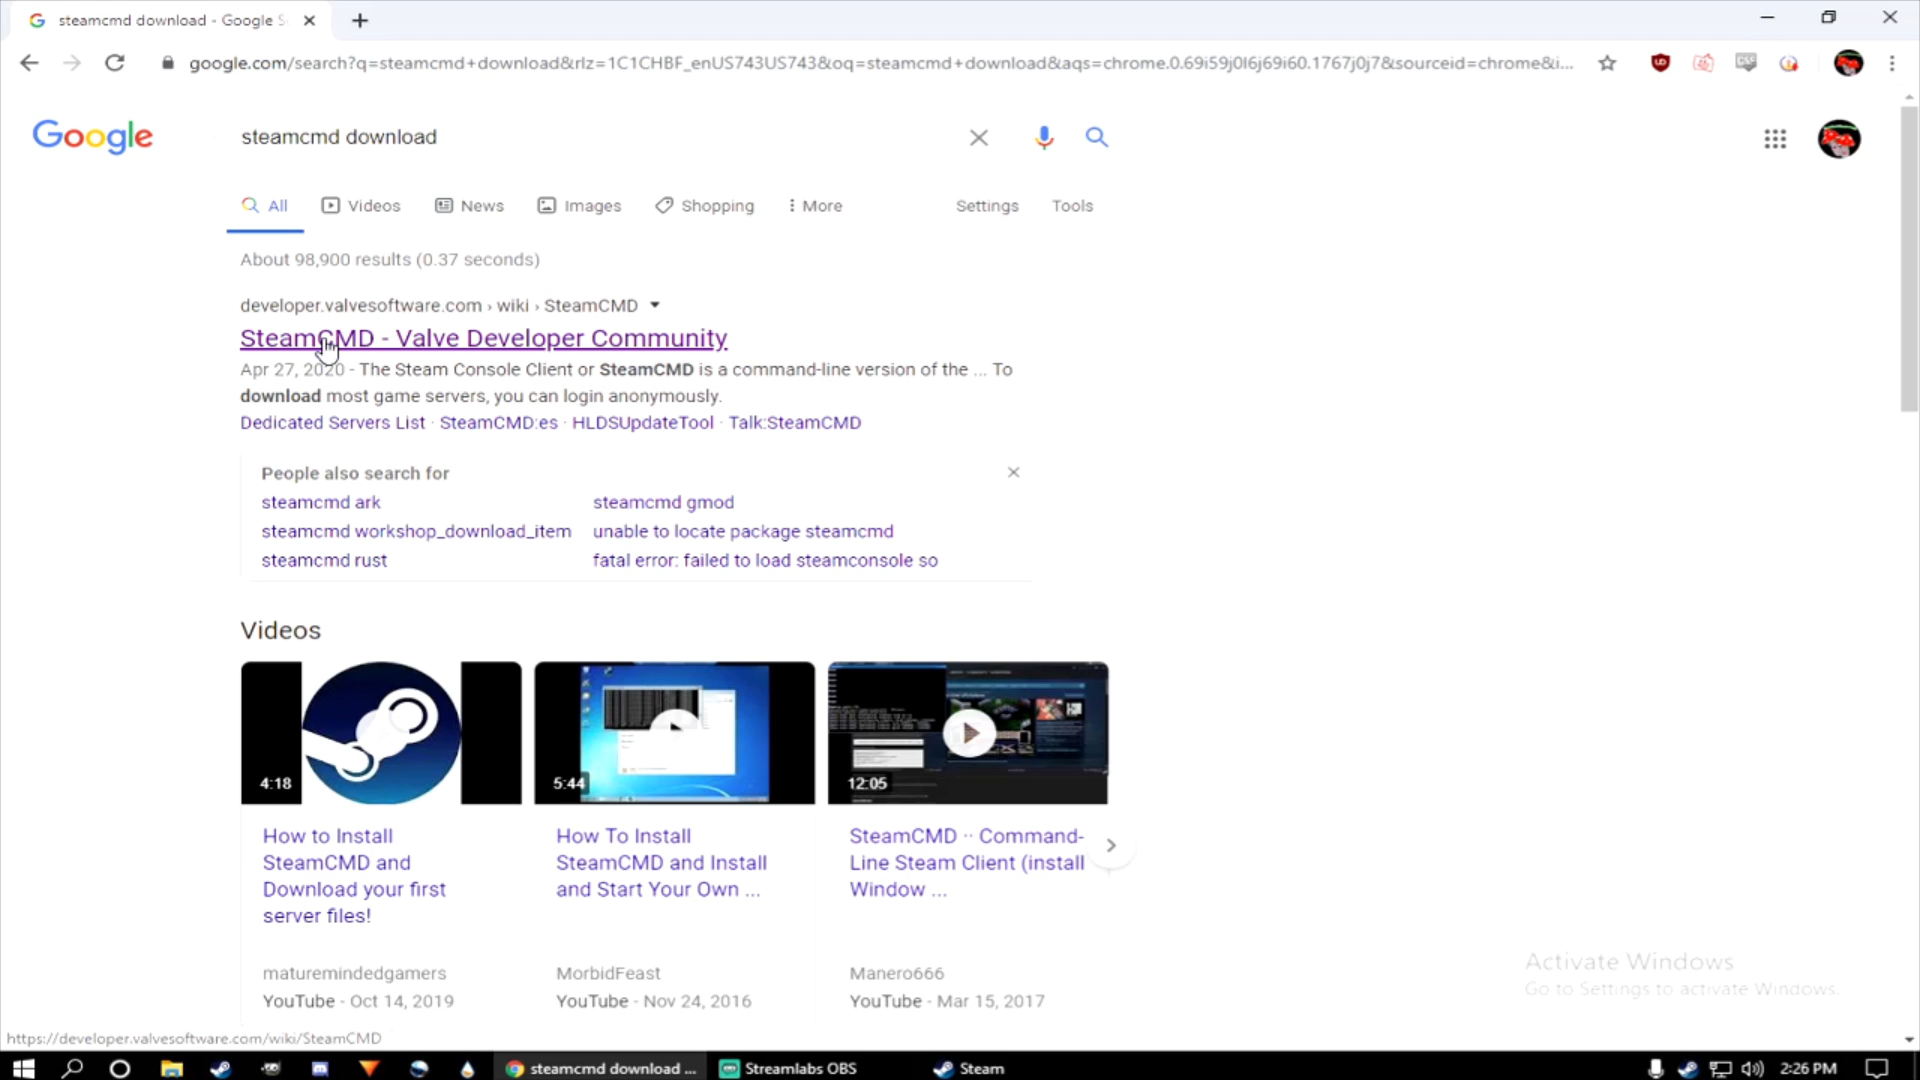 steamcmd download - Google S
google.com/search?q=steamcmd+download&rlz=1C1CHBF_enUS743US743&oq=steamcmd+download&aqs=chrome.0.69i59j0l6j69i60.1767j0j7&sourceid=chrome&i...
Google
steamcmd download
All Videos News Images Shopping More Settings Tools
About 98,900 results (0.37 seconds)
developer.valvesoftware.com › wiki › SteamCMD
SteamCMD - Valve Developer Community
Apr 27, 2020 - The Steam Console Client or SteamCMD is a command-line version of the ... To
download most game servers, you can login anonymously.
Dedicated Servers List · SteamCMD:es · HLDSUpdateTool · Talk:SteamCMD
People also search for
steamcmd ark steamcmd gmod
steamcmd workshop_download_item unable to locate package steamcmd
steamcmd rust fatal error: failed to load steamconsole so
Videos
4:18 5:44 12:05
How to Install
SteamCMD and
Download your first
server files!
maturemindedgamers
YouTube - Oct 14, 2019
How To Install
SteamCMD and Install
and Start Your Own ...
MorbidFeast
YouTube - Nov 24, 2016
SteamCMD ·· Command-
Line Steam Client (install
Window ...
Manero666
YouTube - Mar 15, 2017
Activate Windows
Go to Settings to activate Windows.
https://developer.valvesoftware.com/wiki/SteamCMD
steamcmd download ... Streamlabs OBS Steam 2:26 PM